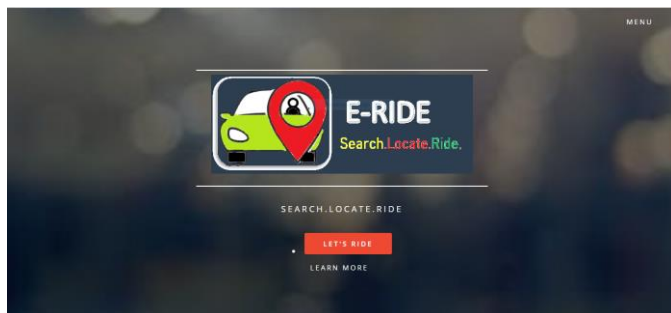 MENU
E-RIDE
Search.Locate.Ride.
SEARCH.LOCATE.RIDE
LET'S RIDE
LEARN MORE